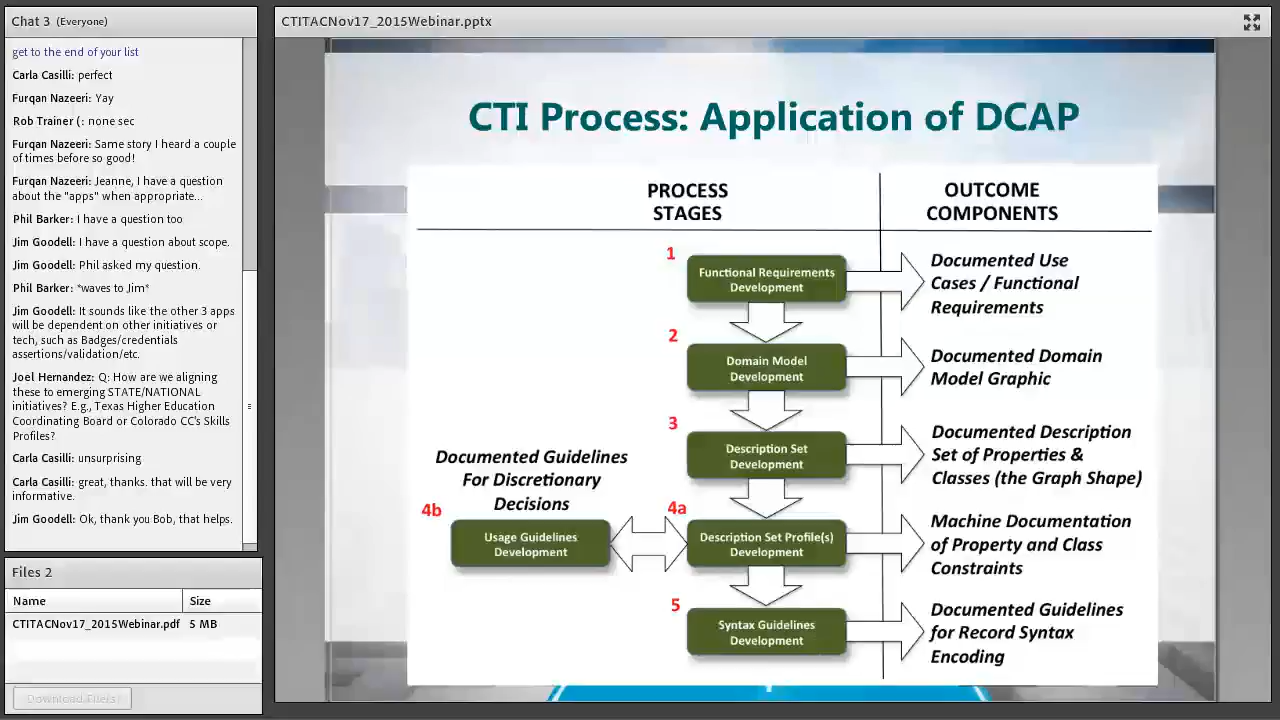 Chat 3 (Everyone)
get to the end of your list
Carla Casilli: perfect
Furqan Nazeeri: Yay
Rob Trainer (: none sec
Furqan Nazeeri: Same story I heard a couple
of times before so good!
Furqan Nazeeri: Jeanne, I have a question
about the "apps" when appropriate...
Phil Barker: I have a question too
Jim Goodell: I have a question about scope.
Jim Goodell: Phil asked my question.
Phil Barker: *waves to Jim*
Jim Goodell: It sounds like the other 3 apps
will be dependent on other initiatives or
tech, such as Badges/credentials
assertions/validation/etc.
Joel Hernandez: Q: How are we aligning
these to emerging STATE/NATIONAL
initiatives? E.g., Texas Higher Education
Coordinating Board or Colorado CC's Skills
Profiles?
Carla Casilli: unsurprising
Carla Casilli: great, thanks. that will be very
informative.
Jim Goodell: Ok, thank you Bob, that helps.
Files 2
Name Size
CTITACNov17_2015Webinar.pdf 5 MB
Download File(s)
CTITACNov17_2015Webinar.pptx
CTI Process: Application of DCAP
PROCESS
STAGES
OUTCOME
COMPONENTS
1
Functional Requirements
Development
Documented Use
Cases / Functional
Requirements
2
Domain Model
Development
Documented Domain
Model Graphic
3
Description Set
Development
Documented Description
Set of Properties &
Classes (the Graph Shape)
Documented Guidelines
For Discretionary
Decisions
4b
Usage Guidelines
Development
4a
Description Set Profile(s)
Development
Machine Documentation
of Property and Class
Constraints
5
Syntax Guidelines
Development
Documented Guidelines
for Record Syntax
Encoding